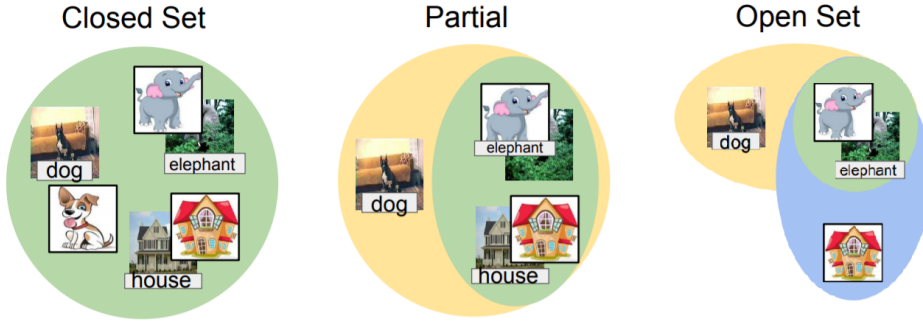 Closed Set
Partial
Open Set
dog
elephant
house
dog
elephant
house
dog
elephant